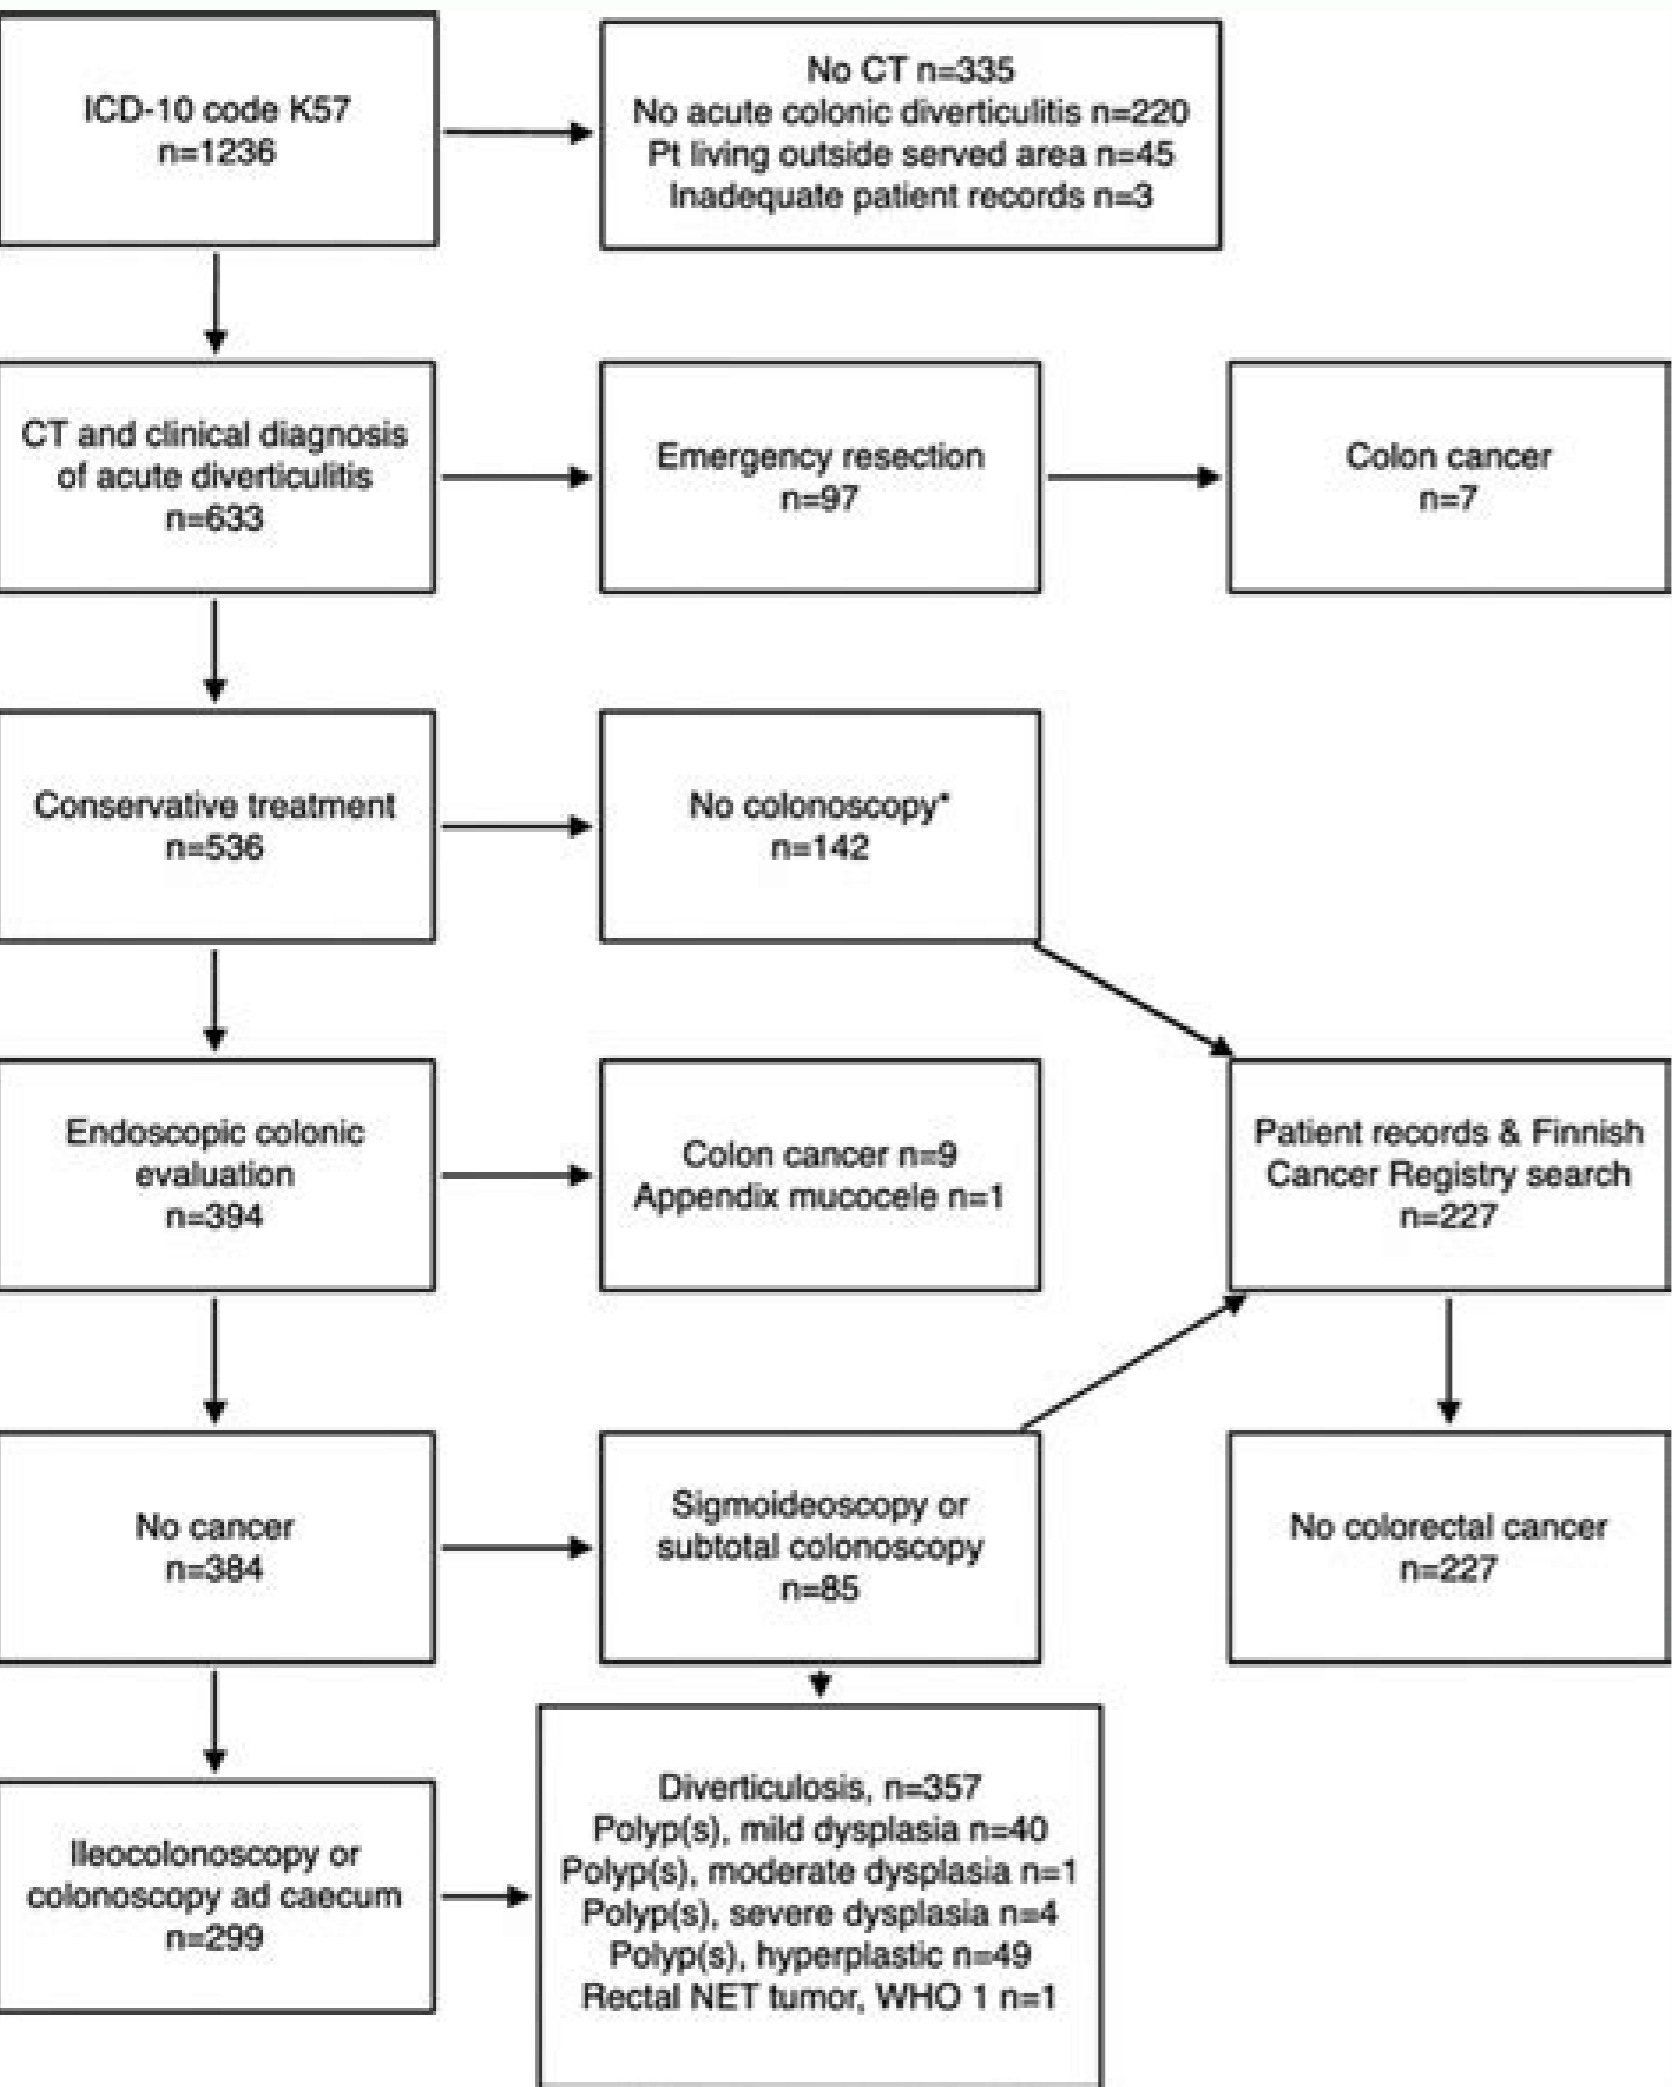 ICD-10 code K57
n=1236
No CT n=335
No acute colonic diverticulitis n=220
Pt living outside served area n=45
Inadequate patient records n=3
CT and clinical diagnosis
of acute diverticulitis
n=633
Emergency resection
n=97
Colon cancer
n=7
Conservative treatment
n=536
No colonoscopy*
n=142
Endoscopic colonic
evaluation
n=394
Colon cancer n=9
Appendix mucocele n=1
Patient records & Finnish
Cancer Registry search
n=227
No cancer
n=384
Sigmoideoscopy or
subtotal colonoscopy
n=85
No colorectal cancer
n=227
Ileocolonoscopy or
colonoscopy ad caecum
n=299
Diverticulosis, n=357
Polyp(s), mild dysplasia n=40
Polyp(s), moderate dysplasia n=1
Polyp(s), severe dysplasia n=4
Polyp(s), hyperplastic n=49
Rectal NET tumor, WHO 1 n=1